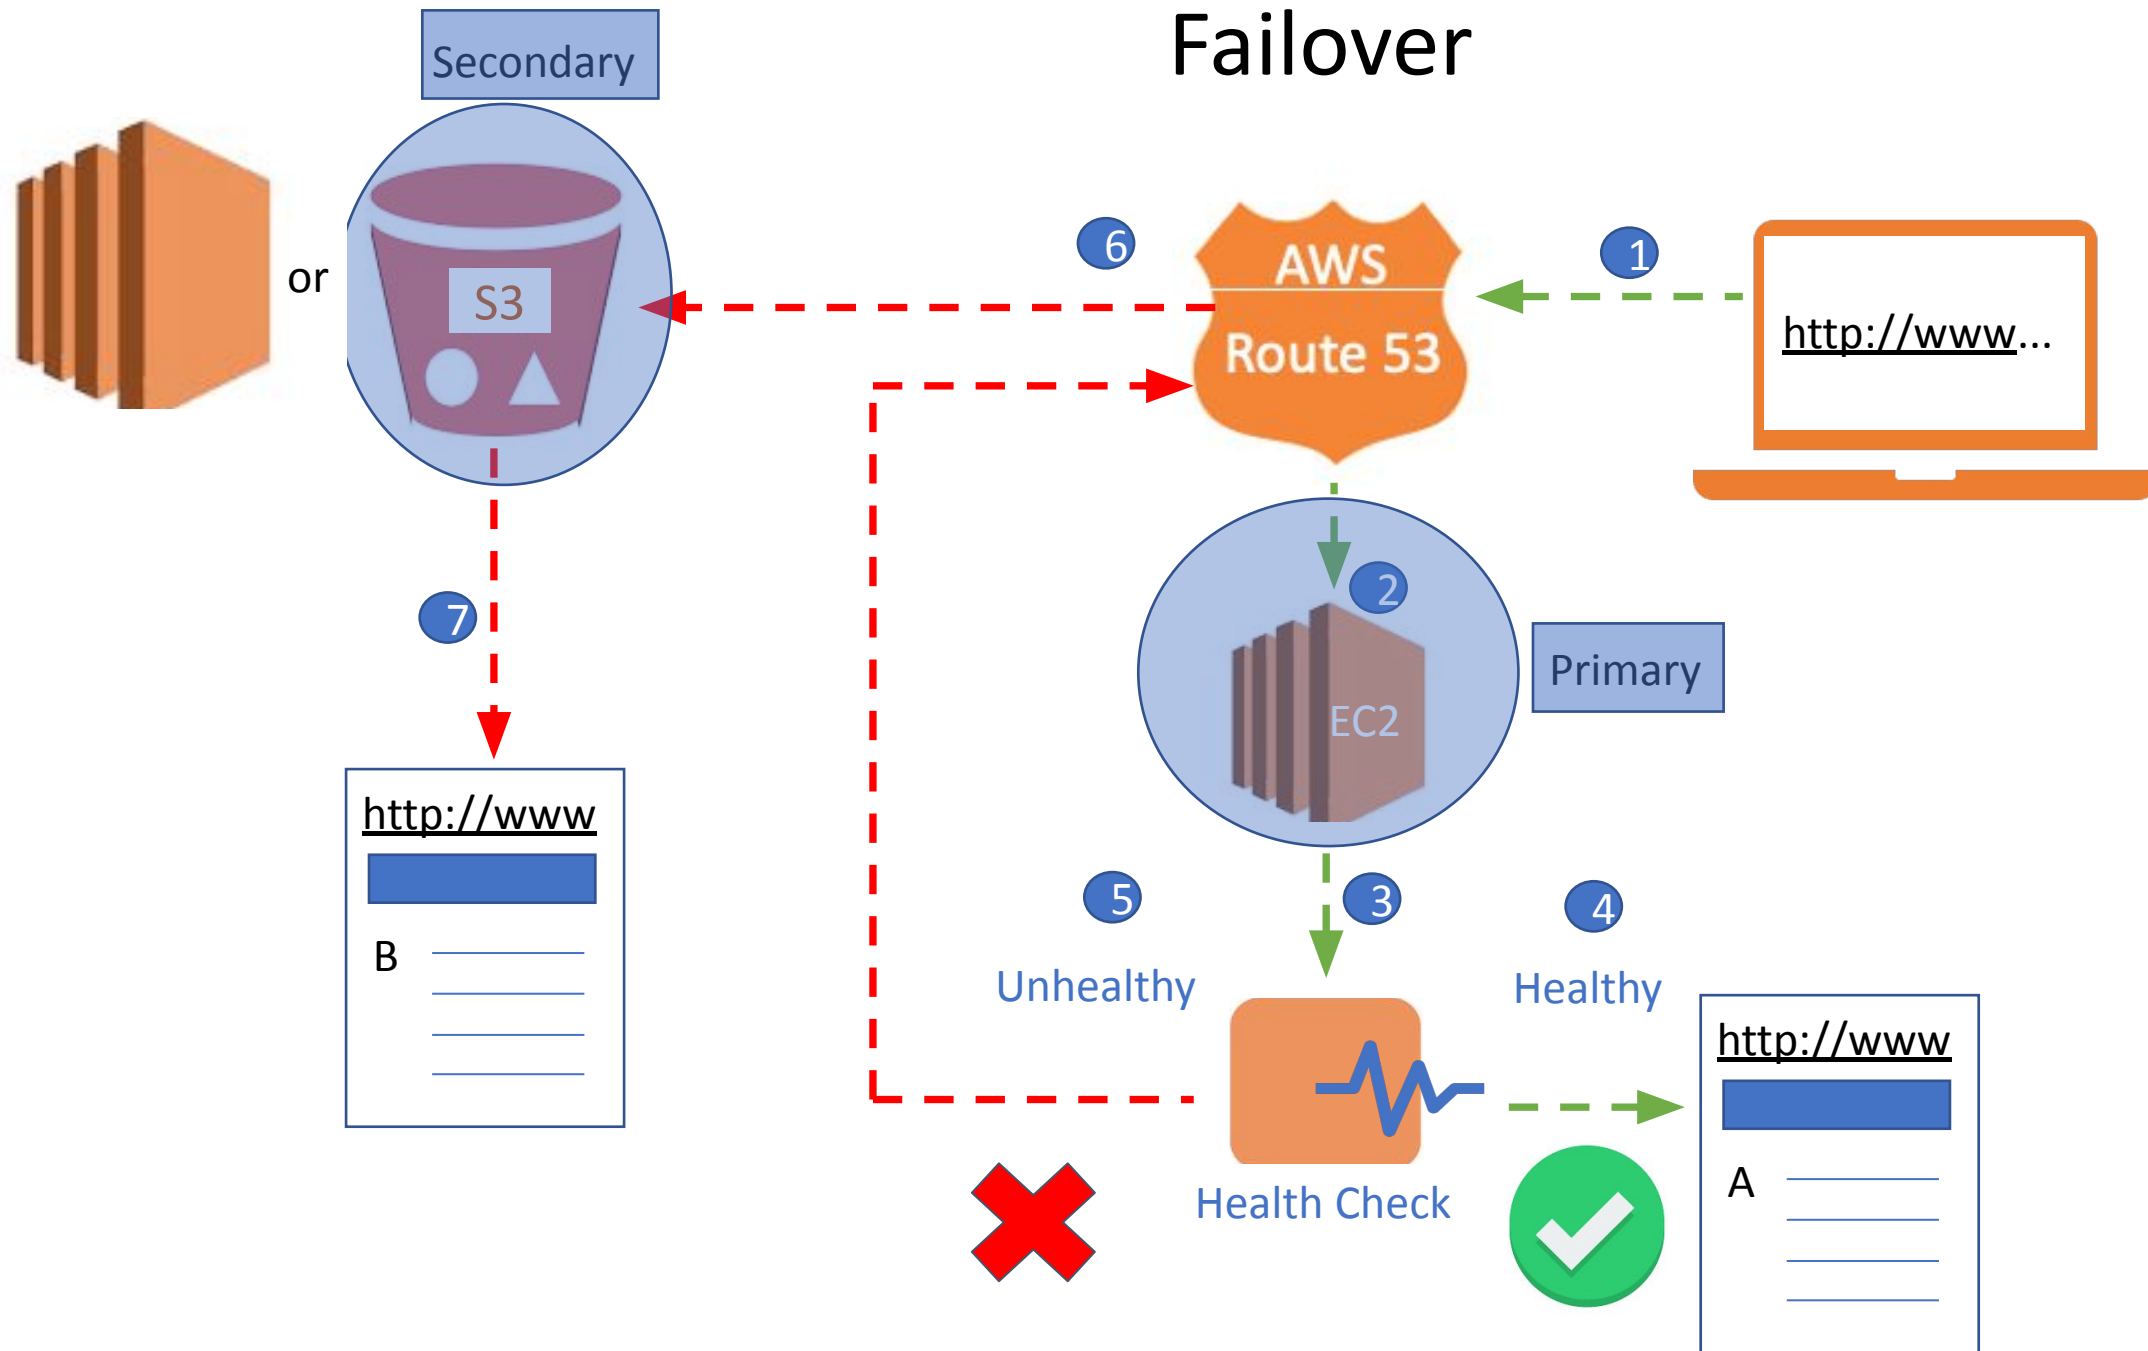 Failover
Secondary
or
S3
6
AWS
Route 53
1
http://www...
2
EC2
Primary
7
http://www
B
5
Unhealthy
3
4
Healthy
Health Check
http://www
A